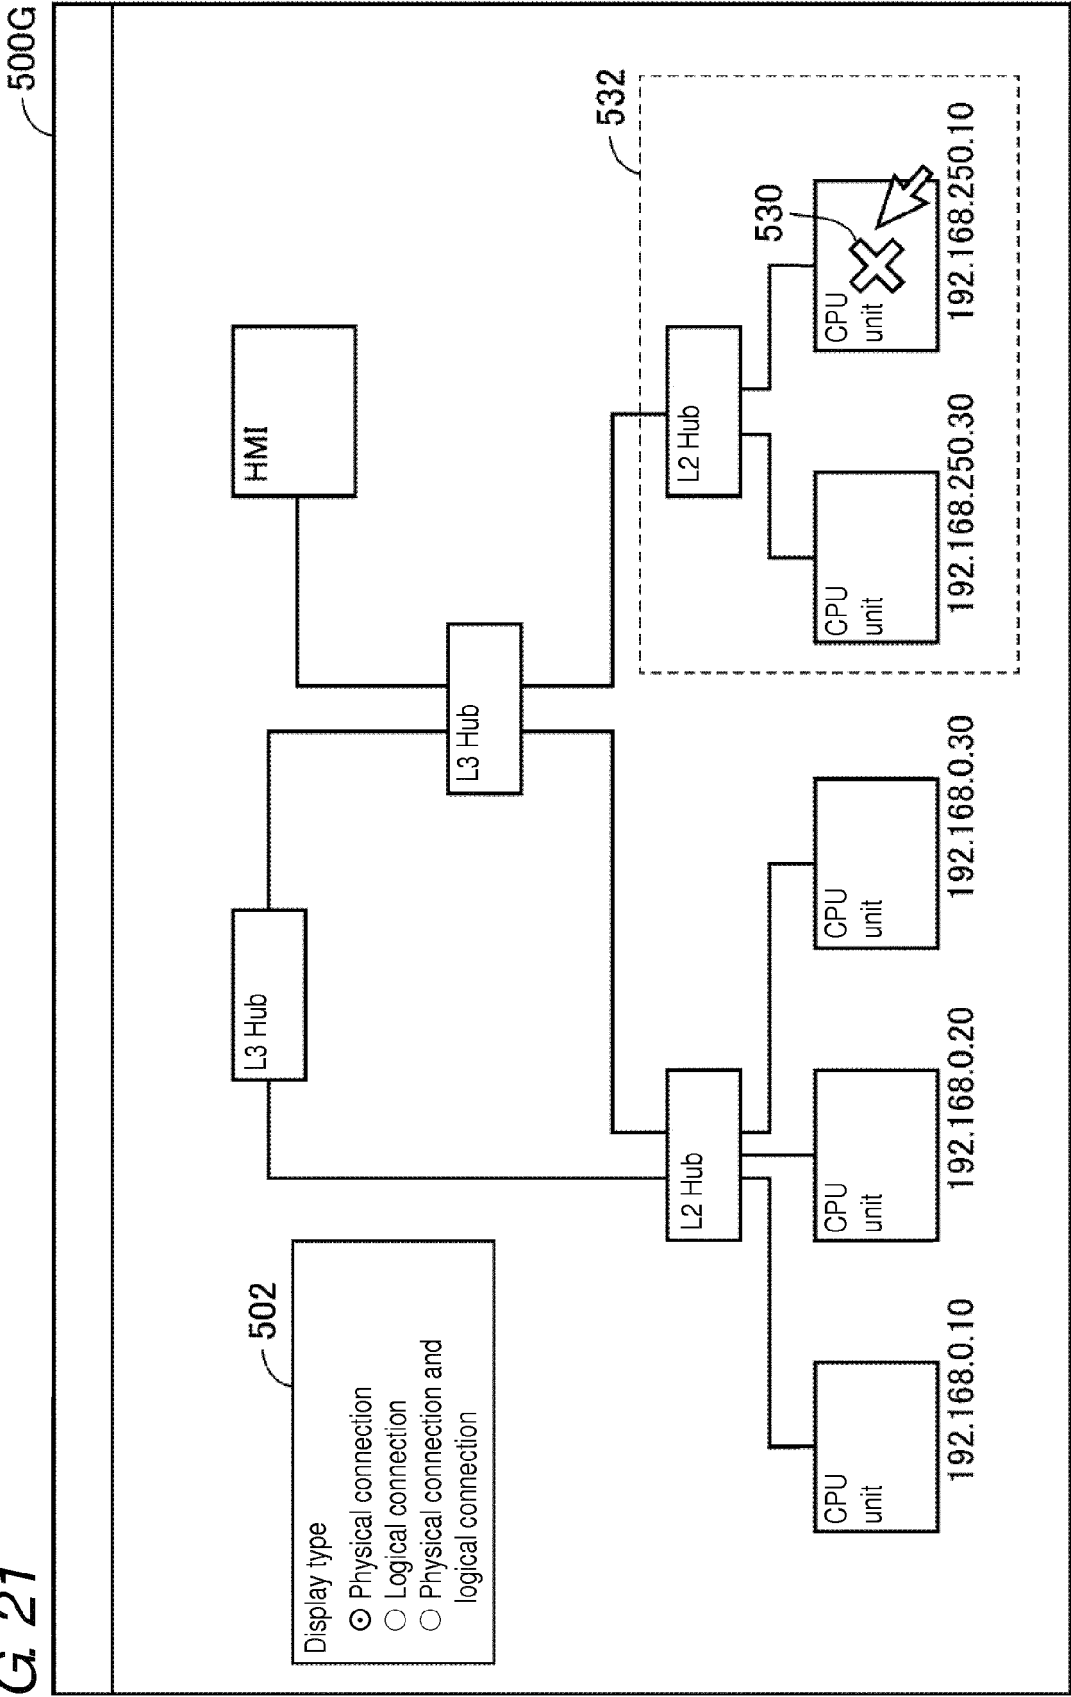 G. 21
500G
502
Display type
Physical connection
Logical connection
Physical connection and
logical connection
L3 Hub
HMI
L3 Hub
532
L2 Hub
L2 Hub
530
CPU
unit
192.168.0.10
CPU
unit
192.168.0.20
CPU
unit
192.168.0.30
CPU
unit
192.168.250.30
CPU
unit
192.168.250.10